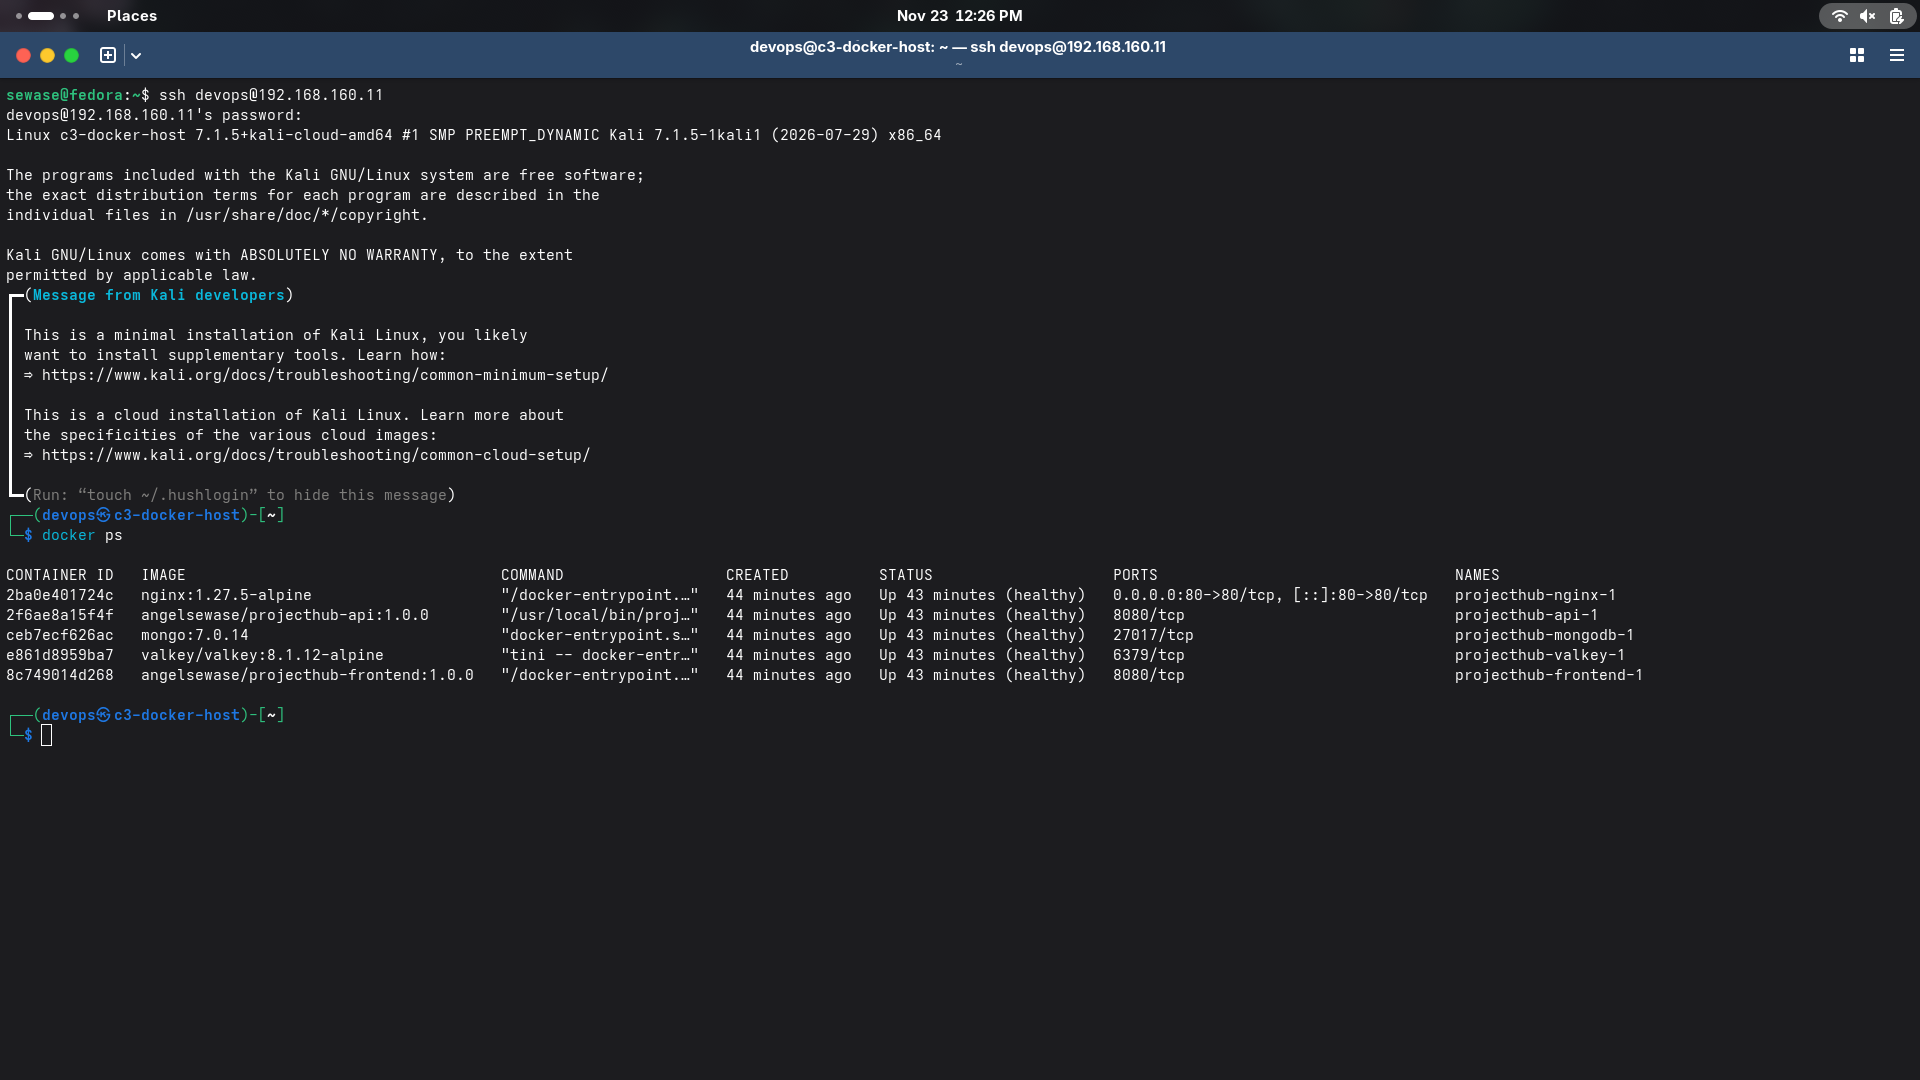 Places
Nov 23 12:26 PM
devops@c3-docker-host: ~ — ssh devops@192.168.160.11
~
sewase@fedora:~$ ssh devops@192.168.160.11
devops@192.168.160.11's password:
Linux c3-docker-host 7.1.5+kali-cloud-amd64 #1 SMP PREEMPT_DYNAMIC Kali 7.1.5-1kali1 (2026-07-29) x86_64
The programs included with the Kali GNU/Linux system are free software;
the exact distribution terms for each program are described in the
individual files in /usr/share/doc/*/copyright.
Kali GNU/Linux comes with ABSOLUTELY NO WARRANTY, to the extent
permitted by applicable law.
┏━(Message from Kali developers)
┃ This is a minimal installation of Kali Linux, you likely
┃ want to install supplementary tools. Learn how:
┃ ⇒ https://www.kali.org/docs/troubleshooting/common-minimum-setup/
┃ This is a cloud installation of Kali Linux. Learn more about
┃ the specificities of the various cloud images:
┃ ⇒ https://www.kali.org/docs/troubleshooting/common-cloud-setup/
┗━(Run: “touch ~/.hushlogin” to hide this message)
┌──(devops㉿c3-docker-host)-[~]
└─$ docker ps
CONTAINER ID   IMAGE                                   COMMAND                  CREATED          STATUS                    PORTS                                 NAMES
2ba0e401724c   nginx:1.27.5-alpine                     "/docker-entrypoint.…"   44 minutes ago   Up 43 minutes (healthy)   0.0.0.0:80->80/tcp, [::]:80->80/tcp   projecthub-nginx-1
2f6ae8a15f4f   angelsewase/projecthub-api:1.0.0        "/usr/local/bin/proj…"   44 minutes ago   Up 43 minutes (healthy)   8080/tcp                              projecthub-api-1
ceb7ecf626ac   mongo:7.0.14                            "docker-entrypoint.s…"   44 minutes ago   Up 43 minutes (healthy)   27017/tcp                             projecthub-mongodb-1
e861d8959ba7   valkey/valkey:8.1.12-alpine             "tini -- docker-entr…"   44 minutes ago   Up 43 minutes (healthy)   6379/tcp                              projecthub-valkey-1
8c749014d268   angelsewase/projecthub-frontend:1.0.0   "/docker-entrypoint.…"   44 minutes ago   Up 43 minutes (healthy)   8080/tcp                              projecthub-frontend-1
┌──(devops㉿c3-docker-host)-[~]
└─$